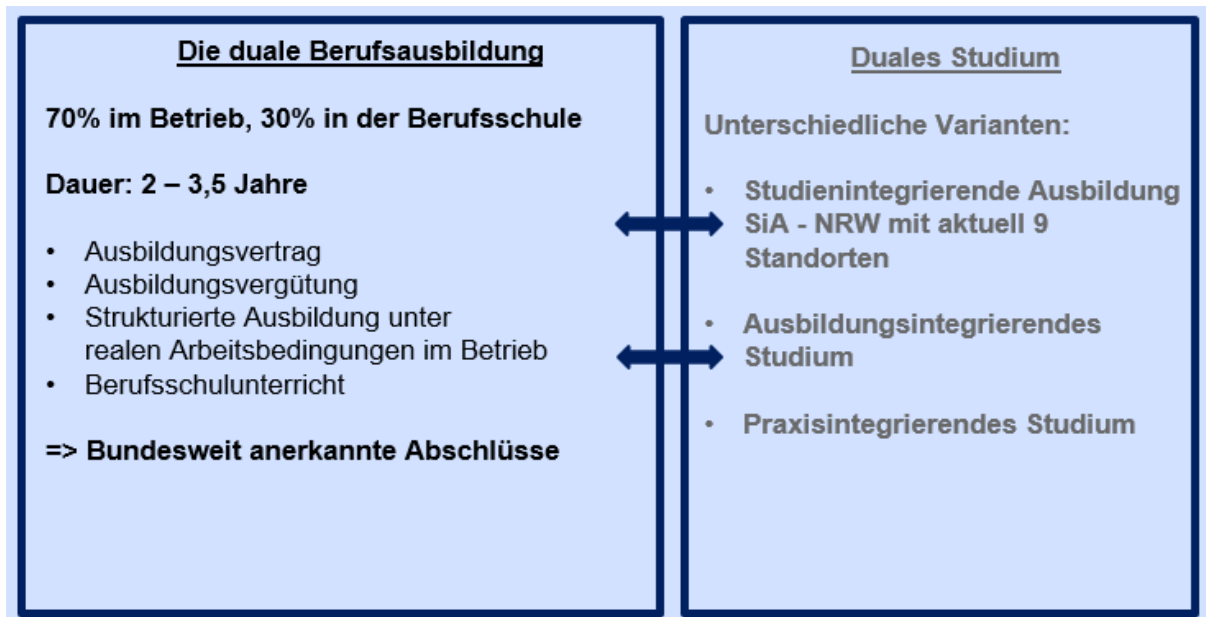 Die duale Berufsausbildung
70% im Betrieb, 30% in der Berufsschule
Dauer: 2 – 3,5 Jahre
• Ausbildungsvertrag
• Ausbildungsvergütung
• Strukturierte Ausbildung unter
realen Arbeitsbedingungen im Betrieb
• Berufsschulunterricht
=> Bundesweit anerkannte Abschlüsse
Duales Studium
Unterschiedliche Varianten:
• Studienintegrierende Ausbildung
SiA - NRW mit aktuell 9
Standorten
• Ausbildungsintegrierendes
Studium
• Praxisintegrierendes Studium